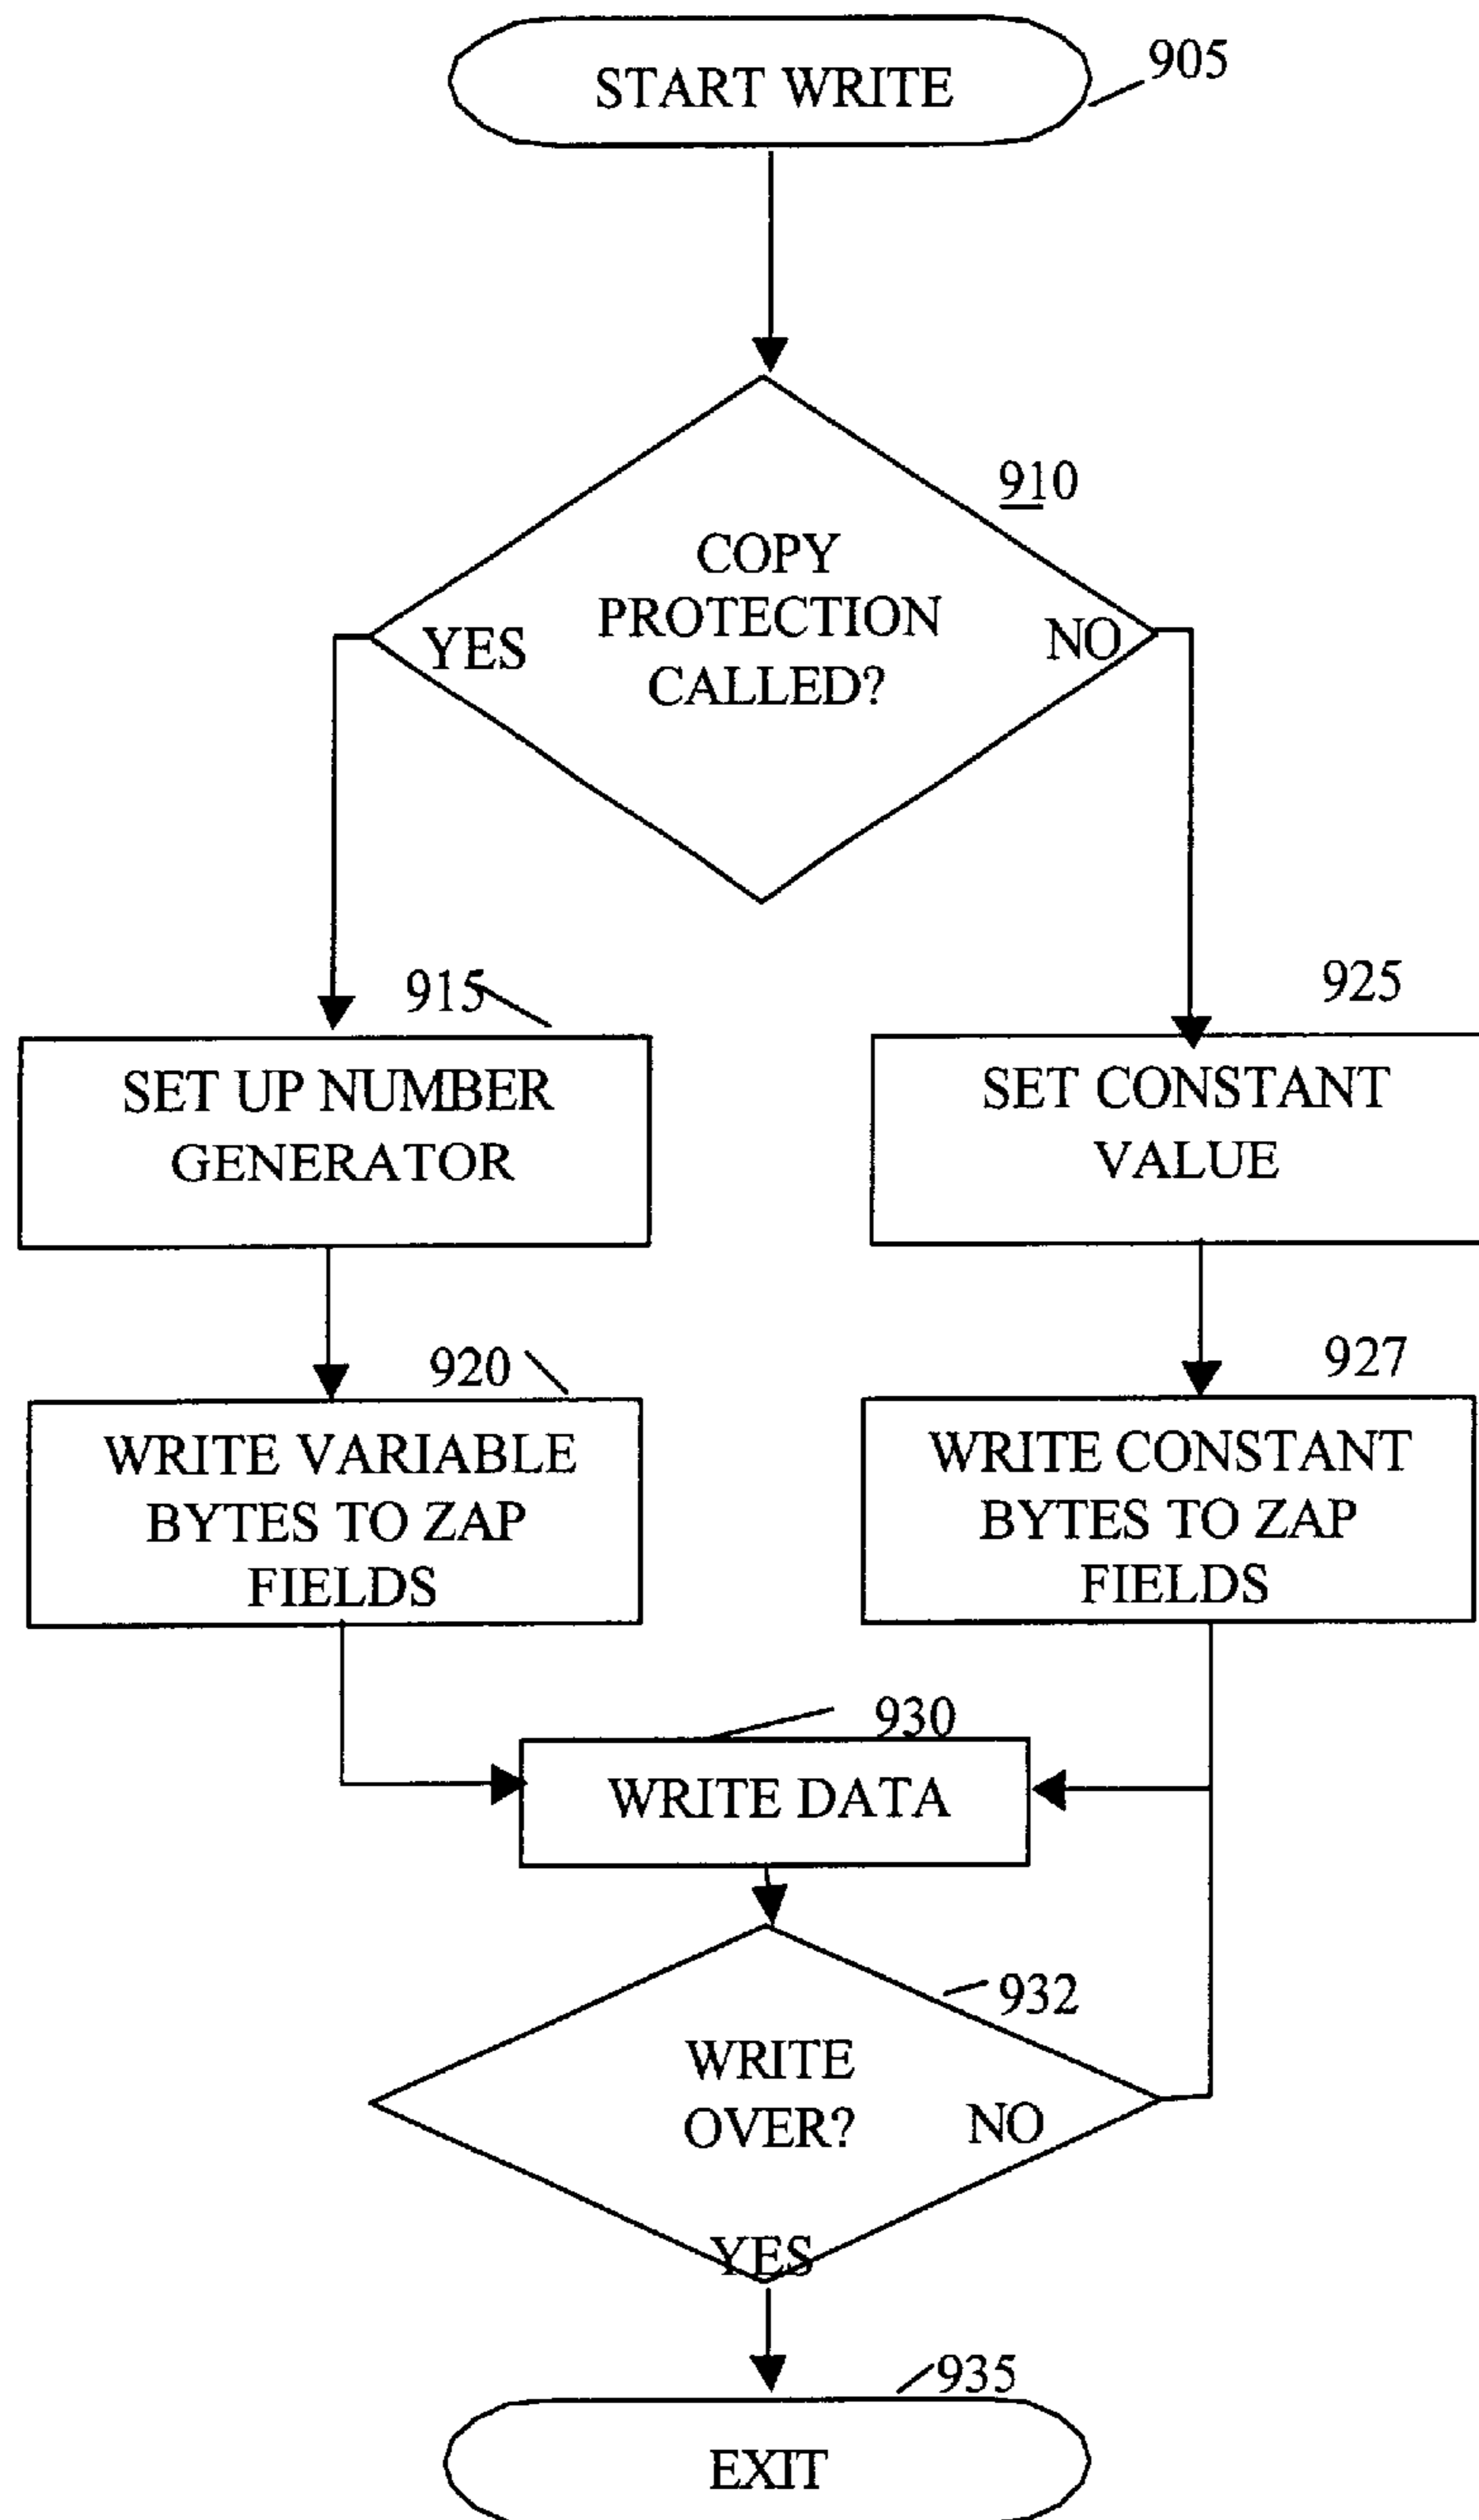 START WRITE
905
910
COPY
PROTECTION
CALLED?
YES
NO
915
925
SET UP NUMBER
GENERATOR
SET CONSTANT
VALUE
920
927
WRITE VARIABLE
BYTES TO ZAP
FIELDS
WRITE CONSTANT
BYTES TO ZAP
FIELDS
930
WRITE DATA
932
WRITE
OVER?
NO
YES
935
EXIT